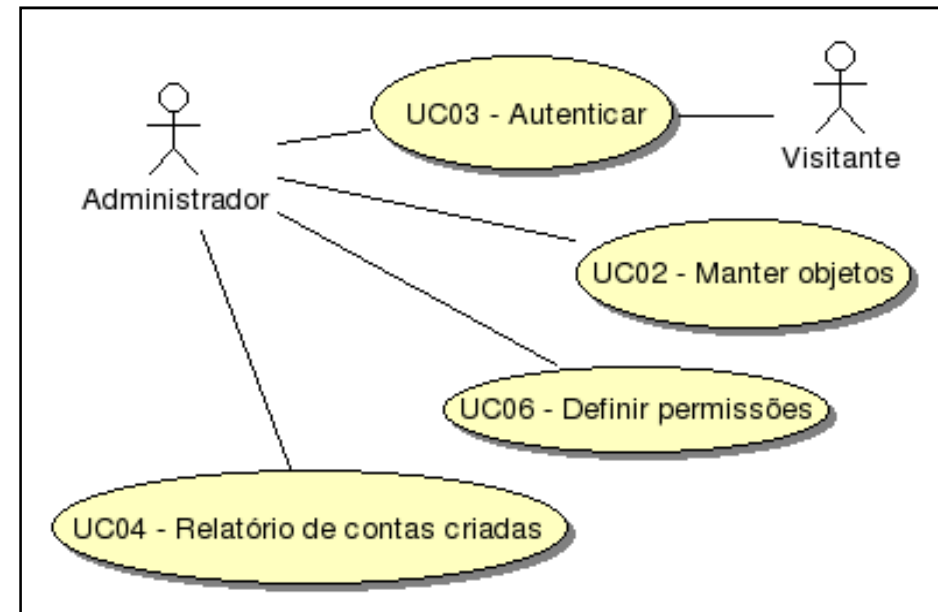 UC03 - Autenticar
Visitante
Administrador
UC02 - Manter objetos
UC06 - Definir permissões
UC04 - Relatório de contas criadas